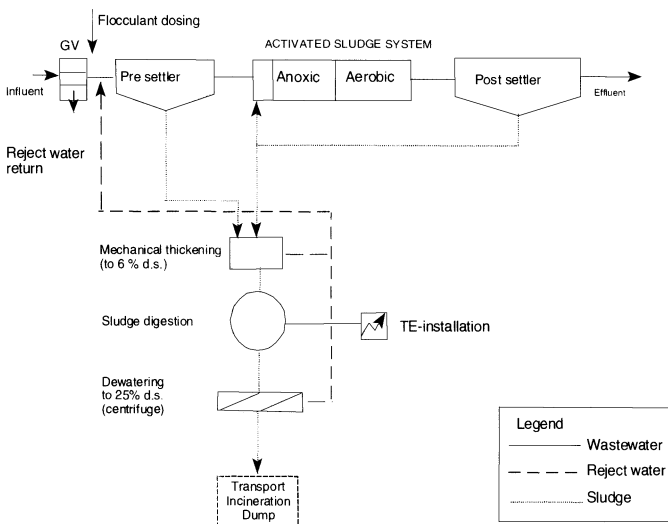 Flocculant dosing
GV
ACTIVATED SLUDGE SYSTEM
Influent
Pre settler
Anoxic
Aerobic
Post settler
Effluent
Reject water
return
Mechanical thickening
(to 6 % d.s.)
Sludge digestion
TE-installation
Dewatering
to 25% d.s.
(centrifuge)
Transport
Incineration
Dump
Legend
Wastewater
Reject water
Sludge